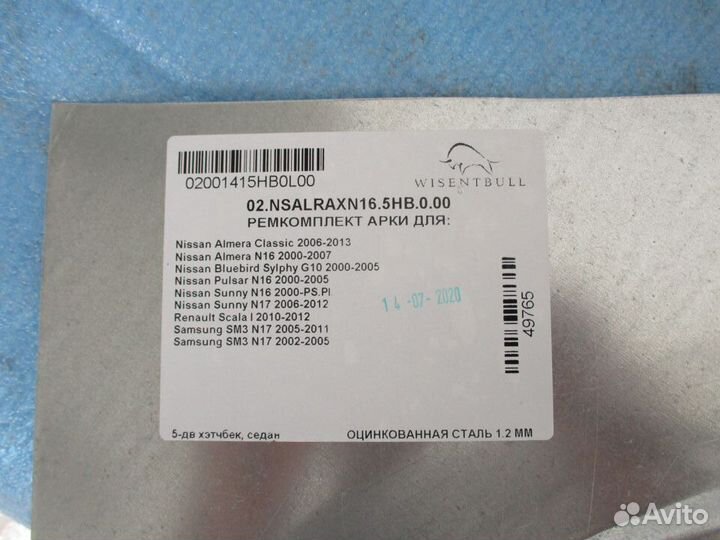 02001415HB0L00
WISENTBULL
02.NSALRAXN16.5HB.0.00
РЕМКОМПЛЕКТ АРКИ ДЛЯ:
Nissan Almera Classic 2006-2013
Nissan Almera N16 2000-2007
Nissan Bluebird Sylphy G10 2000-2005
Nissan Pulsar N16 2000-2005
Nissan Sunny N16 2000-PS.PI
Nissan Sunny N17 2006-2012
Renault Scala I 2010-2012
Samsung SM3 N17 2005-2011
Samsung SM3 N17 2002-2005
14-07-2020
49765
5-дв хэтчбек, седан
ОЦИНКОВАННАЯ СТАЛЬ 1.2 ММ
Avito